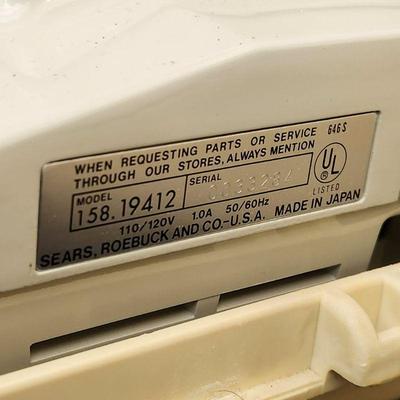 646S
WHEN REQUESTING PARTS OR SERVICE
THROUGH OUR STORES, ALWAYS MENTION
MODEL SERIAL
158.19412
UL
LISTED
110/120V 1.0A 50/60Hz
SEARS, ROEBUCK AND CO.-U.S.A. MADE IN JAPAN